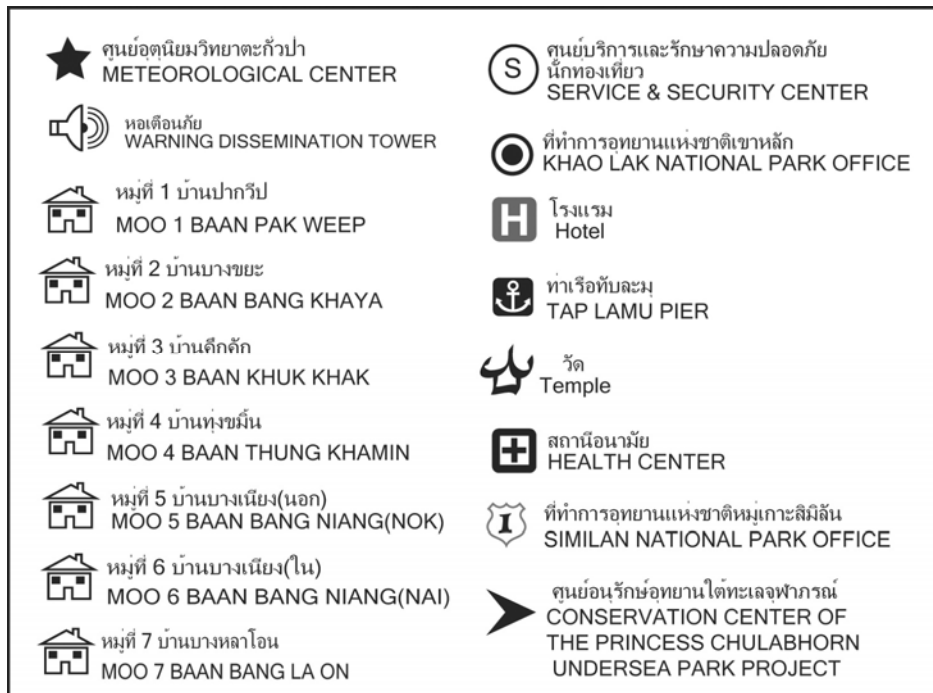 ศูนย์อุตุนิยมวิทยาตะกั่วป่า
METEOROLOGICAL CENTER
หอเตือนภัย
WARNING DISSEMINATION TOWER
หมู่ที่ 1 บ้านปากวีป
MOO 1 BAAN PAK WEEP
หมู่ที่ 2 บ้านบางขยะ
MOO 2 BAAN BANG KHAYA
หมู่ที่ 3 บ้านคึกคัก
MOO 3 BAAN KHUK KHAK
หมู่ที่ 4 บ้านทุ่งขมิ้น
MOO 4 BAAN THUNG KHAMIN
หมู่ที่ 5 บ้านบางเนียง(นอก)
MOO 5 BAAN BANG NIANG(NOK)
หมู่ที่ 6 บ้านบางเนียง(ใน)
MOO 6 BAAN BANG NIANG(NAI)
หมู่ที่ 7 บ้านบางหลาโอน
MOO 7 BAAN BANG LA ON
S
ศูนย์บริการและรักษาความปลอดภัย
นักท่องเที่ยว
SERVICE & SECURITY CENTER
ที่ทำการอุทยานแห่งชาติเขาหลัก
KHAO LAK NATIONAL PARK OFFICE
H
โรงแรม
Hotel
ท่าเรือทับละมุ
TAP LAMU PIER
วัด
Temple
สถานีอนามัย
HEALTH CENTER
I
ที่ทำการอุทยานแห่งชาติหมู่เกาะสิมิลัน
SIMILAN NATIONAL PARK OFFICE
ศูนย์อนุรักษ์อุทยานใต้ทะเลจุฬาภรณ์
CONSERVATION CENTER OF
THE PRINCESS CHULABHORN
UNDERSEA PARK PROJECT